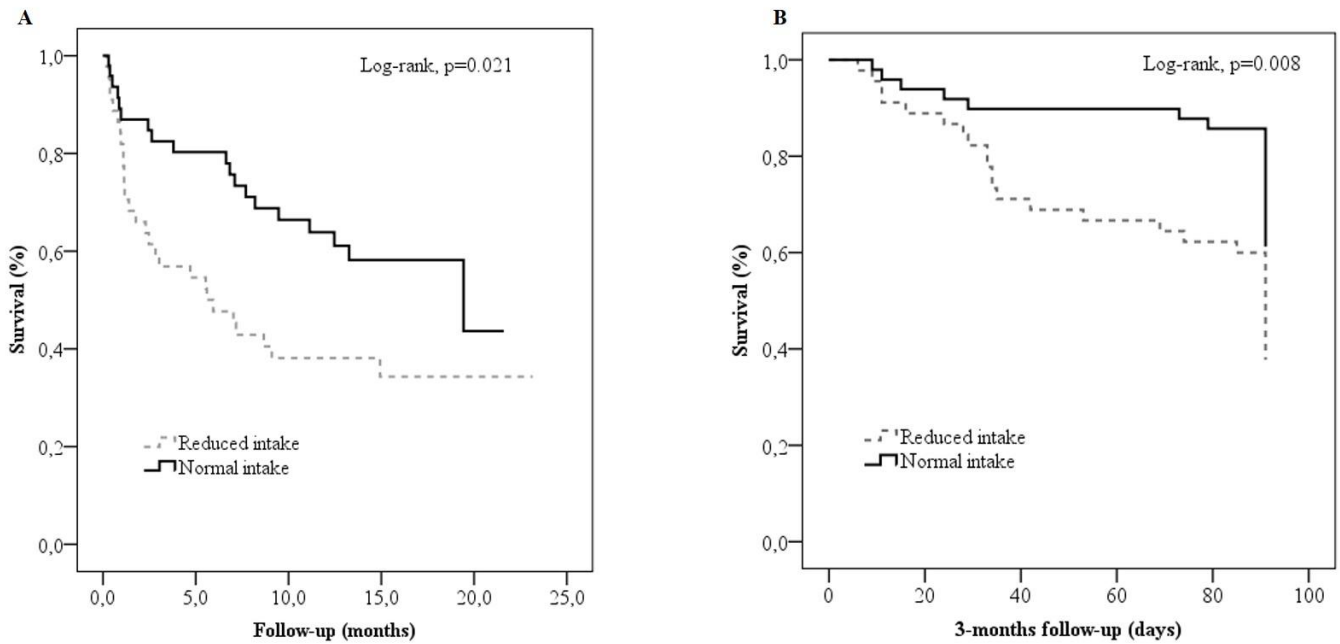 A
Log-rank, p=0.021
Survival (%)
1,0
0,8
0,6
0,4
0,2
0,0
Reduced intake
Normal intake
0,0 5,0 10,0 15,0 20,0 25,0
Follow-up (months)
B
Log-rank, p=0.008
Survival (%)
1,0
0,8
0,6
0,4
0,2
0,0
Reduced intake
Normal intake
0 20 40 60 80 100
3-months follow-up (days)